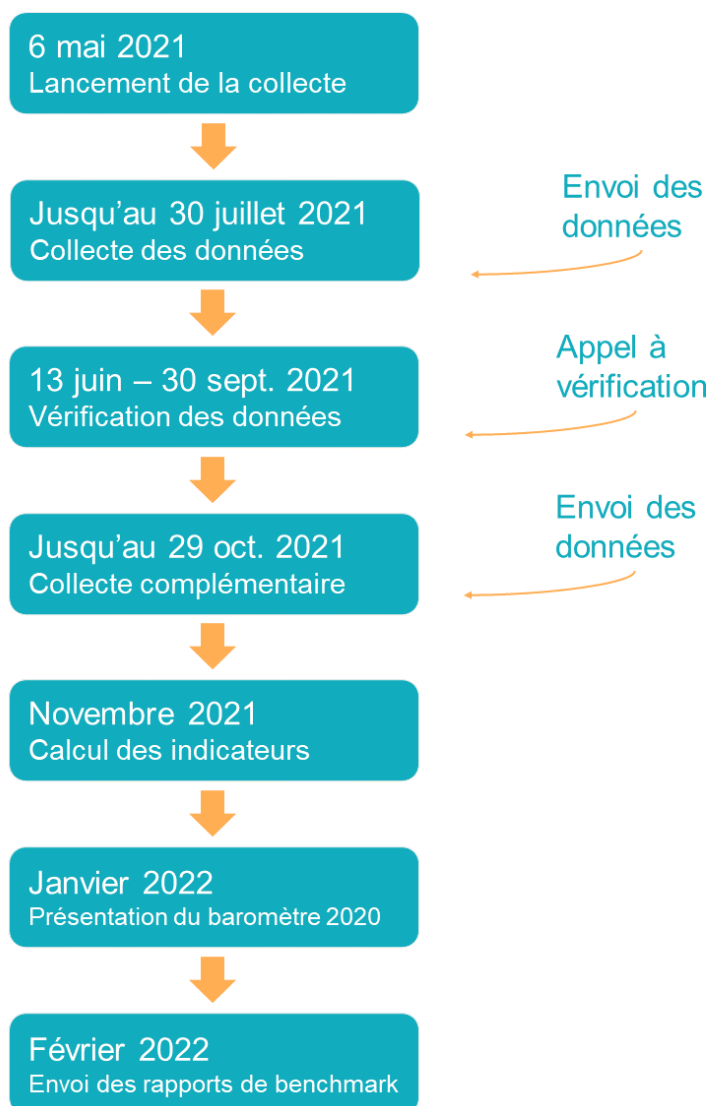 6 mai 2021
Lancement de la collecte
Jusqu’au 30 juillet 2021
Collecte des données
Envoi des
données
13 juin – 30 sept. 2021
Vérification des données
Appel à
vérification
Jusqu’au 29 oct. 2021
Collecte complémentaire
Envoi des
données
Novembre 2021
Calcul des indicateurs
Janvier 2022
Présentation du baromètre 2020
Février 2022
Envoi des rapports de benchmark